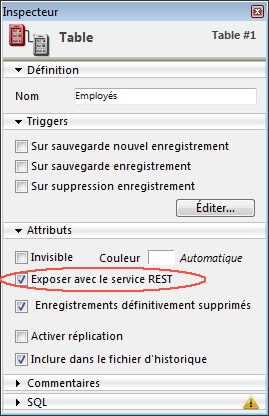 Inspecteur
Table
Table #1
Définition
Nom
Employés
Triggers
Sur sauvegarde nouvel enregistrement
Sur sauvegarde enregistrement
Sur suppression enregistrement
Éditer...
Attributs
Invisible
Couleur
Automatique
Exposer avec le service REST
Enregistrements définitivement supprimés
Activer réplication
Inclure dans le fichier d'historique
Commentaires
SQL